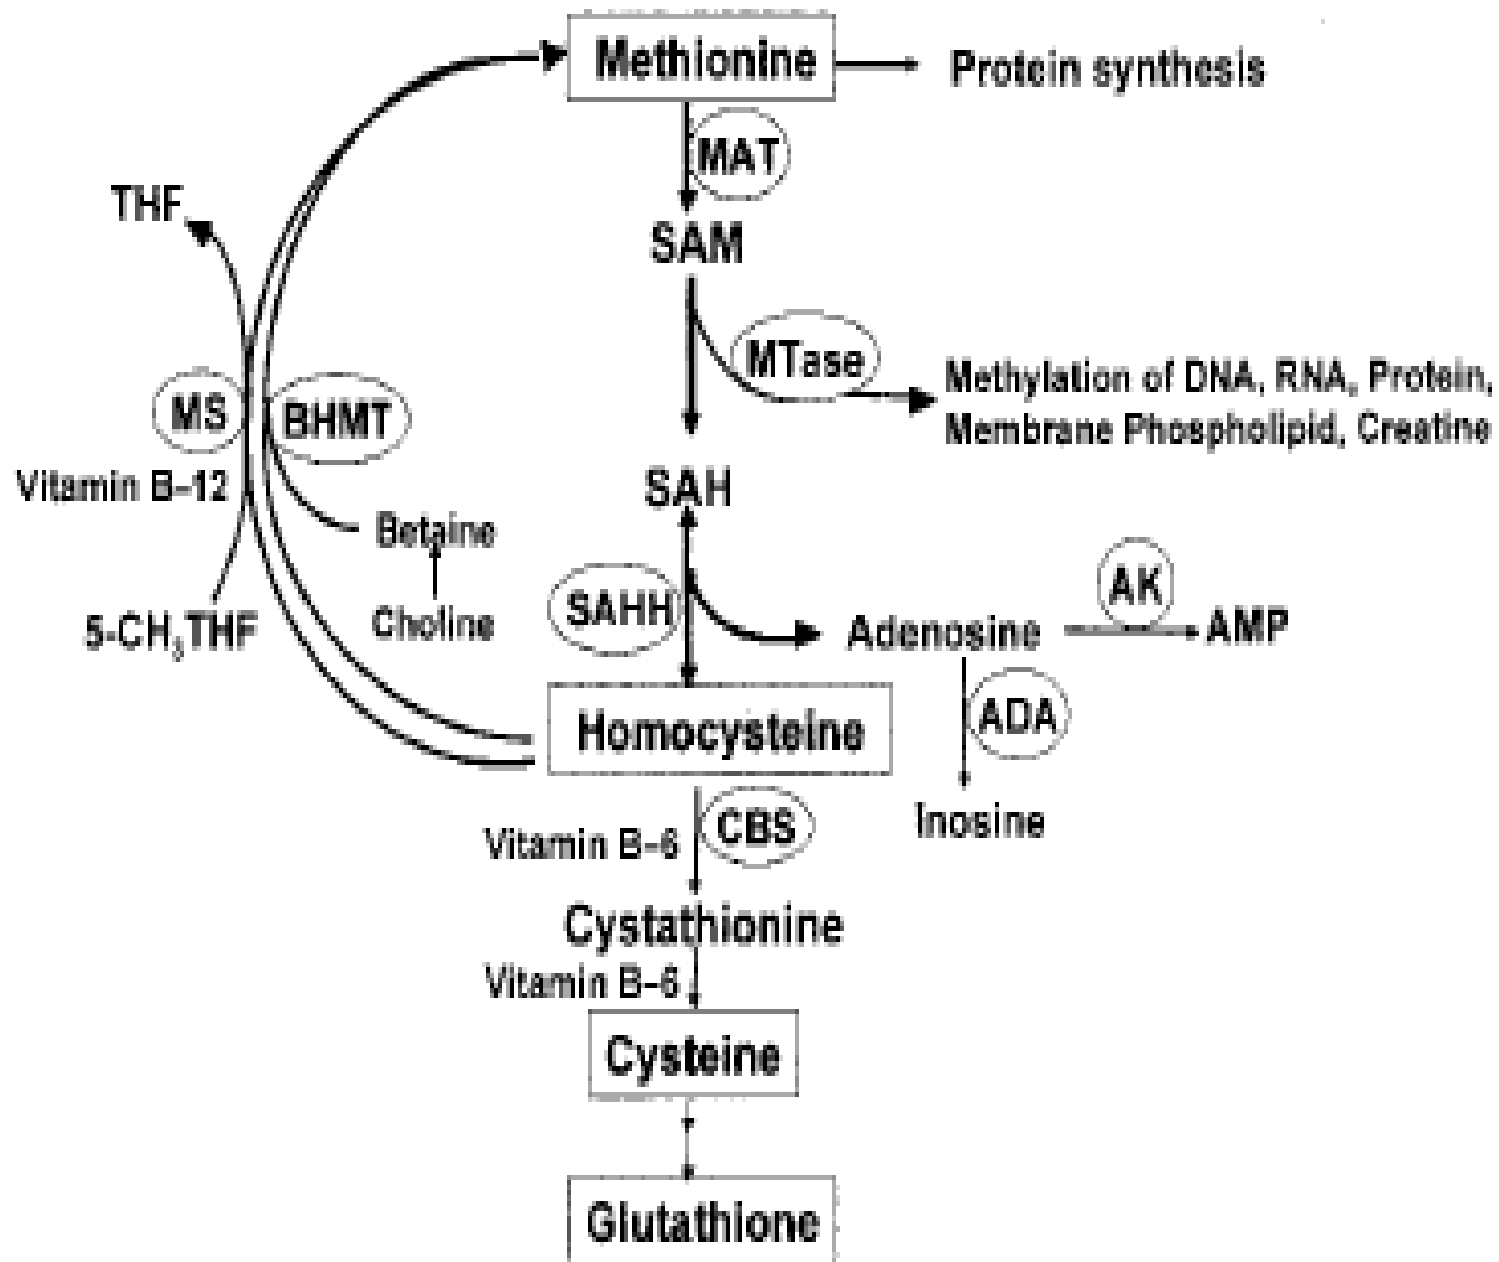 Methionine
Protein synthesis
MAT
THF
SAM
MTase
Methylation of DNA, RNA, Protein,
Membrane Phospholipid, Creatine
MS
BHMT
Vitamin B-12
SAH
Betaine
AK
SAHH
5-CH3THF
Choline
Adenosine
AMP
ADA
Homocysteine
CBS
Inosine
Vitamin B-6
Cystathionine
Vitamin B-6
Cysteine
Glutathione